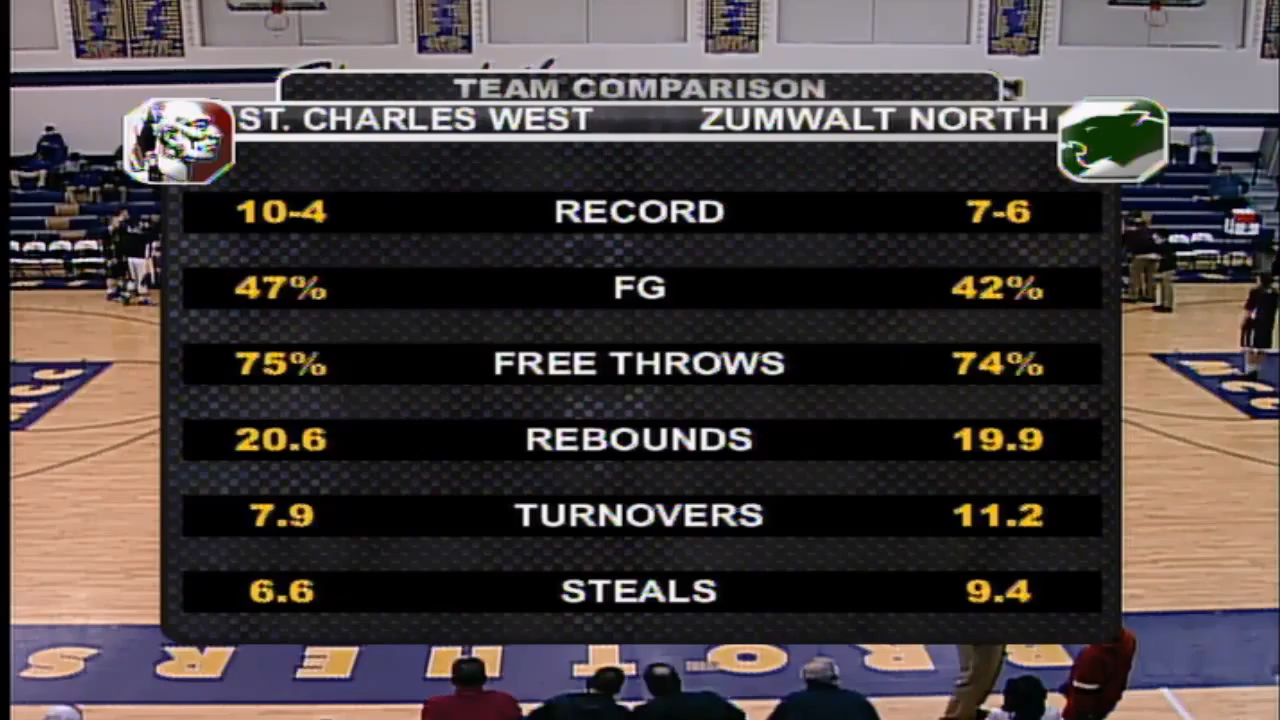 TEAM COMPARISON
ST. CHARLES WEST ZUMWALT NORTH
10-4 RECORD 7-6
47% FG 42%
75% FREE THROWS 74%
20.6 REBOUNDS 19.9
7.9 TURNOVERS 11.2
6.6 STEALS 9.4